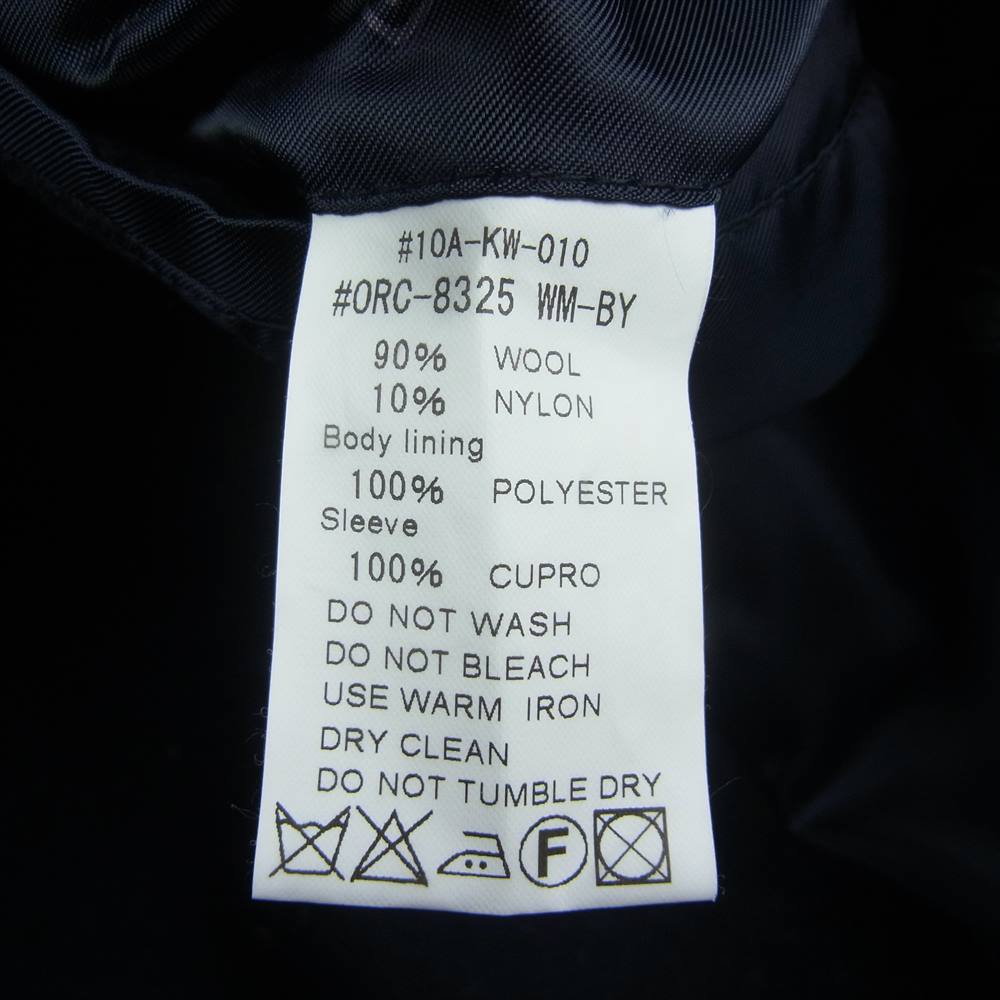 #10A-KW-010
#ORC-8325 WM-BY
90% WOOL
10% NYLON
Body lining
100% POLYESTER
Sleeve
100% CUPRO
DO NOT WASH
DO NOT BLEACH
USE WARM IRON
DRY CLEAN
DO NOT TUMBLE DRY
F